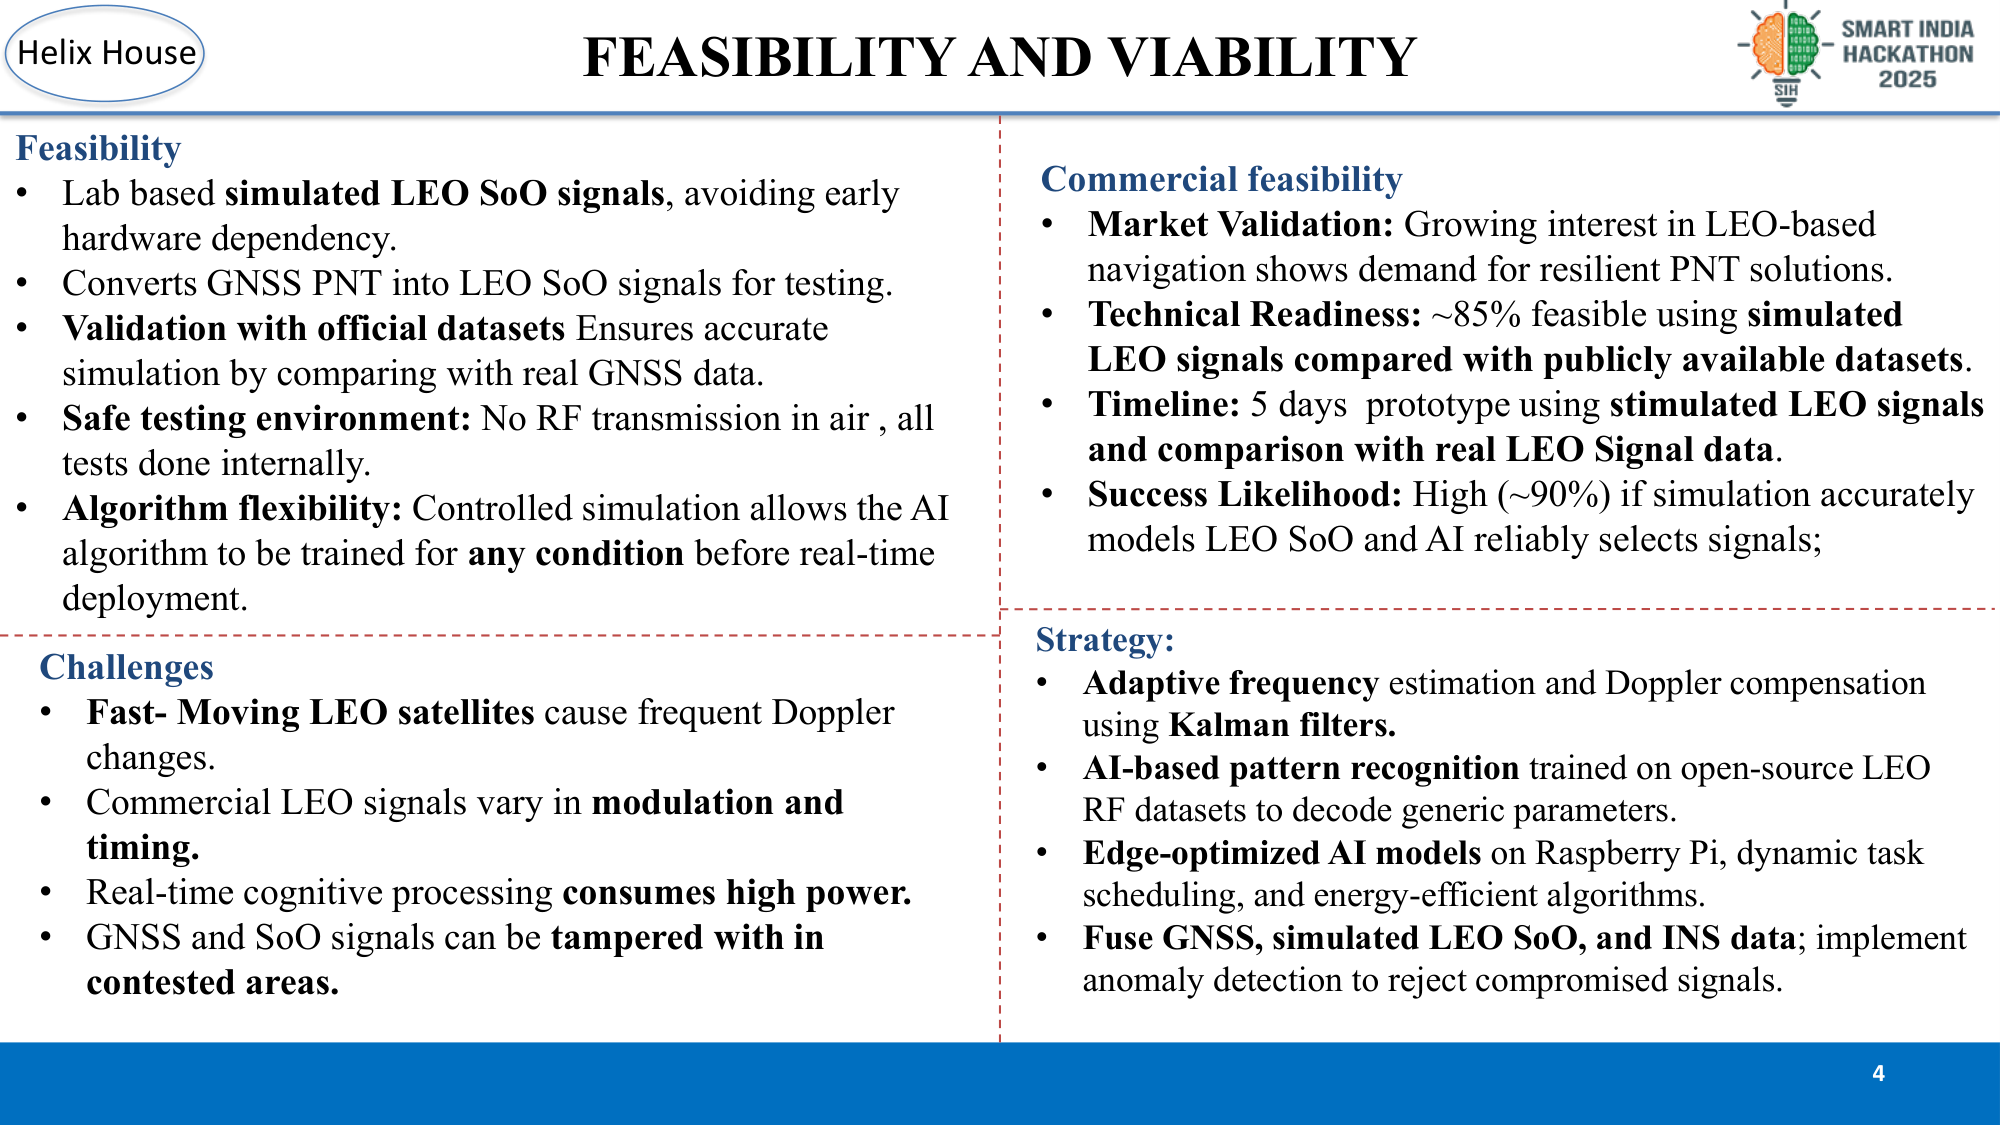 Helix House
FEASIBILITY AND VIABILITY
SMART INDIA
HACKATHON
2025
SIH
Feasibility
• Lab based simulated LEO SoO signals, avoiding early
hardware dependency.
• Converts GNSS PNT into LEO SoO signals for testing.
• Validation with official datasets Ensures accurate
simulation by comparing with real GNSS data.
• Safe testing environment: No RF transmission in air , all
tests done internally.
• Algorithm flexibility: Controlled simulation allows the AI
algorithm to be trained for any condition before real-time
deployment.
Challenges
• Fast- Moving LEO satellites cause frequent Doppler
changes.
• Commercial LEO signals vary in modulation and
timing.
• Real-time cognitive processing consumes high power.
• GNSS and SoO signals can be tampered with in
contested areas.
Commercial feasibility
• Market Validation: Growing interest in LEO-based
navigation shows demand for resilient PNT solutions.
• Technical Readiness: ~85% feasible using simulated
LEO signals compared with publicly available datasets.
• Timeline: 5 days  prototype using stimulated LEO signals
and comparison with real LEO Signal data.
• Success Likelihood: High (~90%) if simulation accurately
models LEO SoO and AI reliably selects signals;
Strategy:
• Adaptive frequency estimation and Doppler compensation
using Kalman filters.
• AI-based pattern recognition trained on open-source LEO
RF datasets to decode generic parameters.
• Edge-optimized AI models on Raspberry Pi, dynamic task
scheduling, and energy-efficient algorithms.
• Fuse GNSS, simulated LEO SoO, and INS data; implement
anomaly detection to reject compromised signals.
4